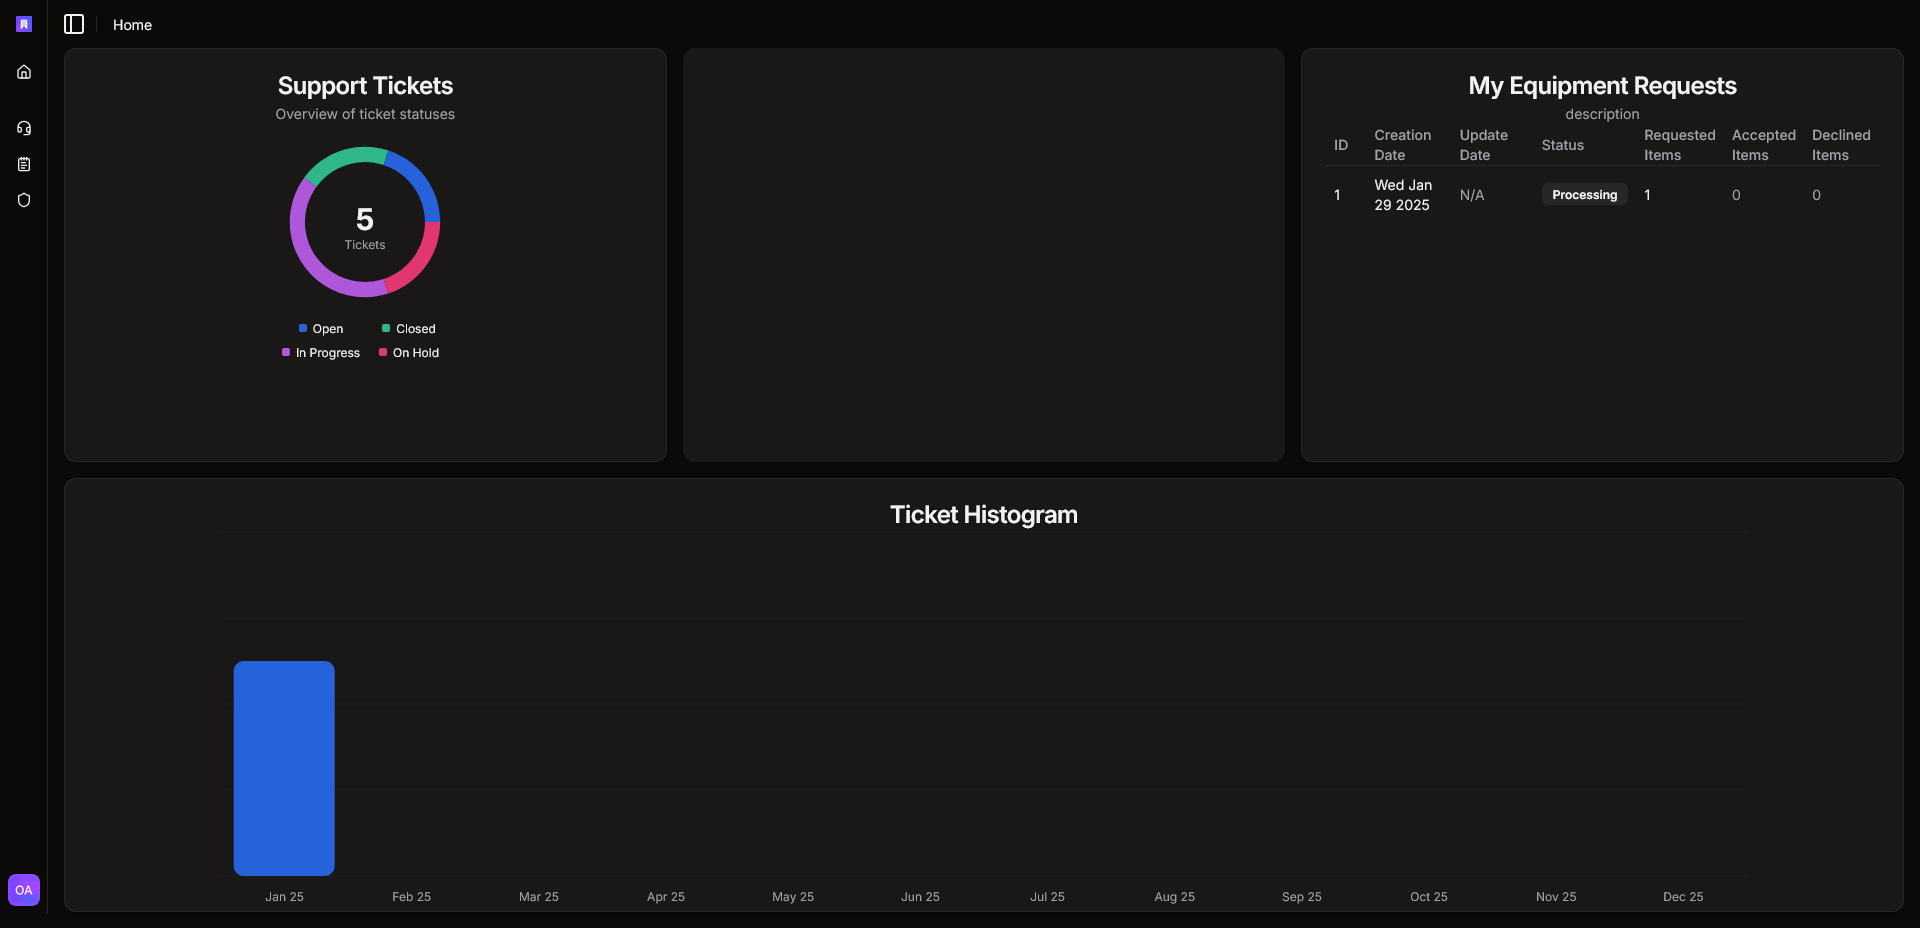 Home
Support Tickets
Overview of ticket statuses
5
Tickets
Open
Closed
In Progress
On Hold
My Equipment Requests
description
ID
Creation
Date
Update
Date
Status
Requested
Items
Accepted
Items
Declined
Items
1
Wed Jan
29 2025
N/A
Processing
1
0
0
Ticket Histogram
Jan 25
Feb 25
Mar 25
Apr 25
May 25
Jun 25
Jul 25
Aug 25
Sep 25
Oct 25
Nov 25
Dec 25
OA